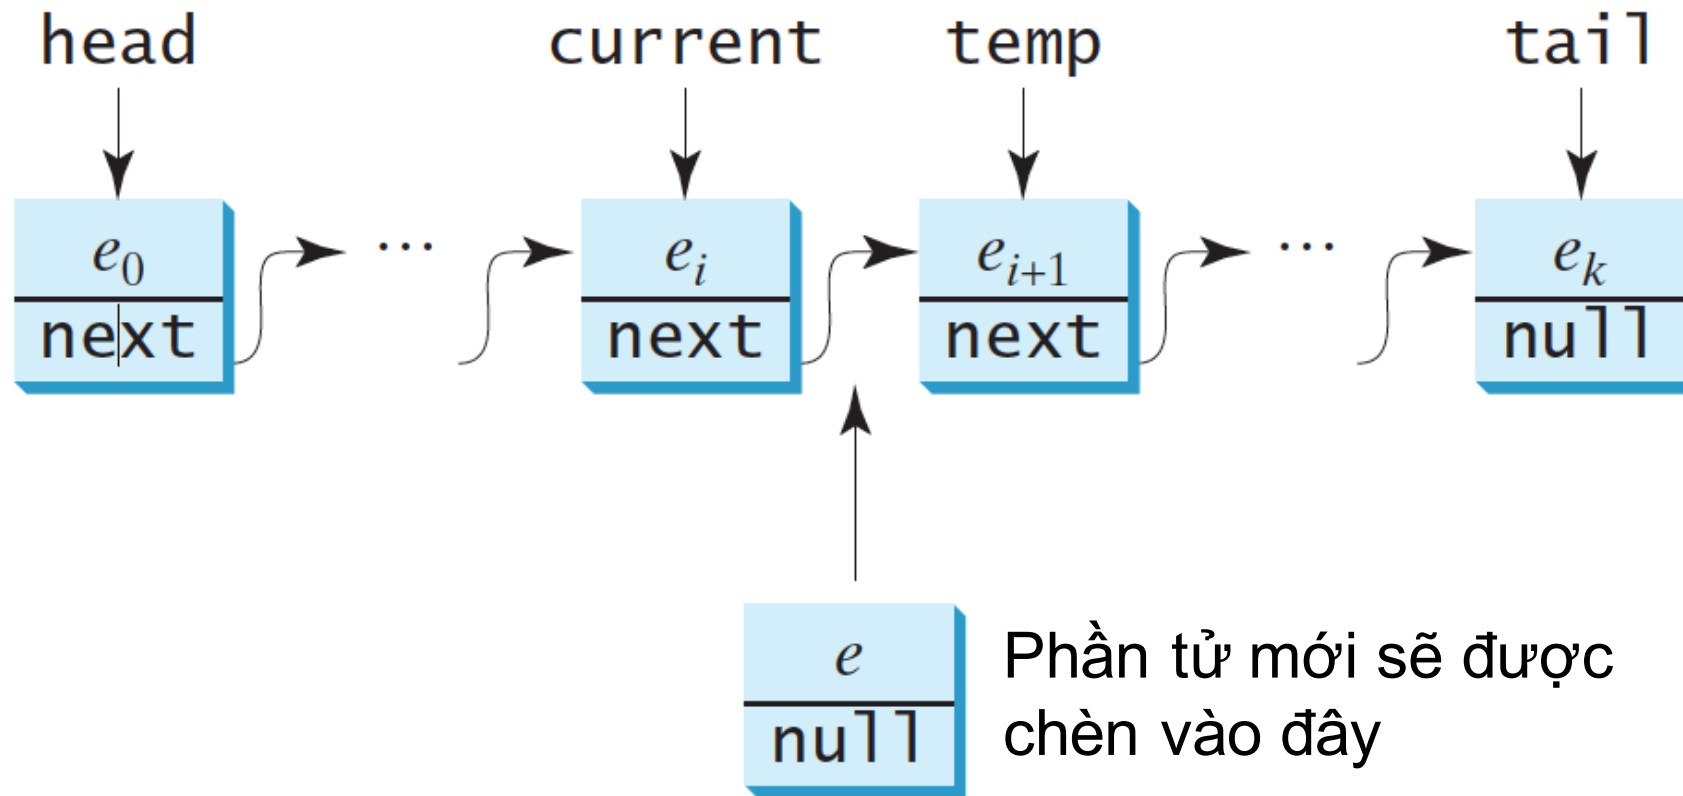 head current temp tail
e0 ... ei ei+1 ... ek
next next next null
e
null
Phần tử mới sẽ được
chèn vào đây